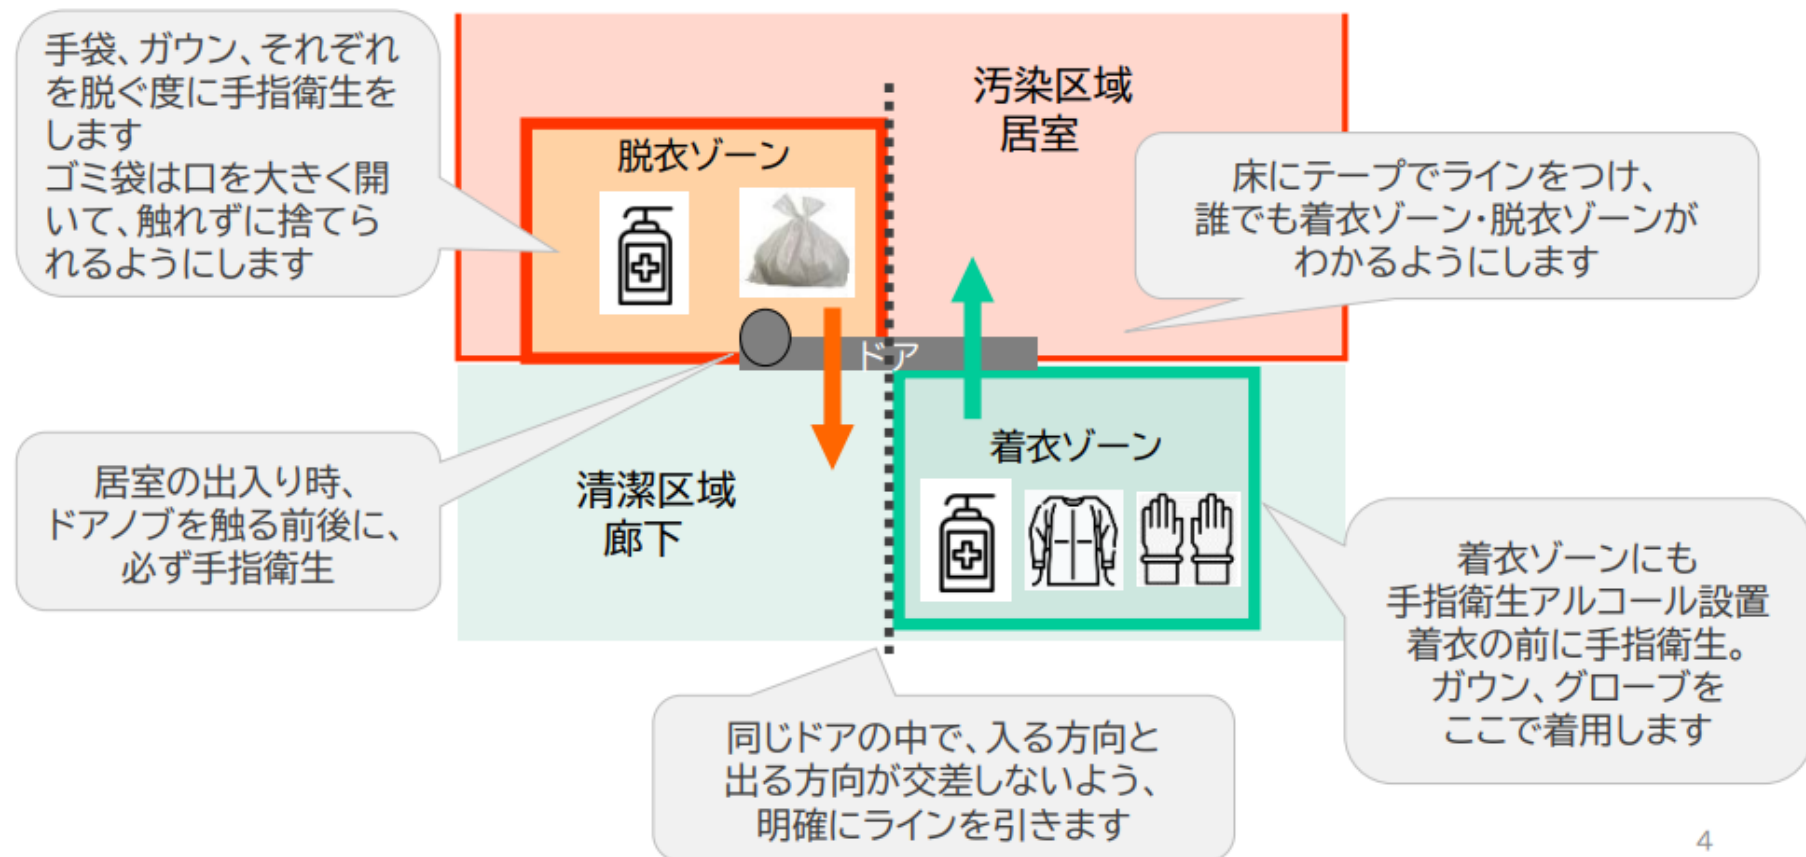 手袋、ガウン、それぞれ
を脱ぐ度に手指衛生を
します
ゴミ袋は口を大きく開
いて、触れずに捨てら
れるようにします
汚染区域
居室
脱衣ゾーン
床にテープでラインをつけ、
誰でも着衣ゾーン・脱衣ゾーンが
わかるようにします
ドア
居室の出入り時、
ドアノブを触る前後に、
必ず手指衛生
清潔区域
廊下
着衣ゾーン
着衣ゾーンにも
手指衛生アルコール設置
着衣の前に手指衛生。
ガウン、グローブを
ここで着用します
同じドアの中で、入る方向と
出る方向が交差しないよう、
明確にラインを引きます
4